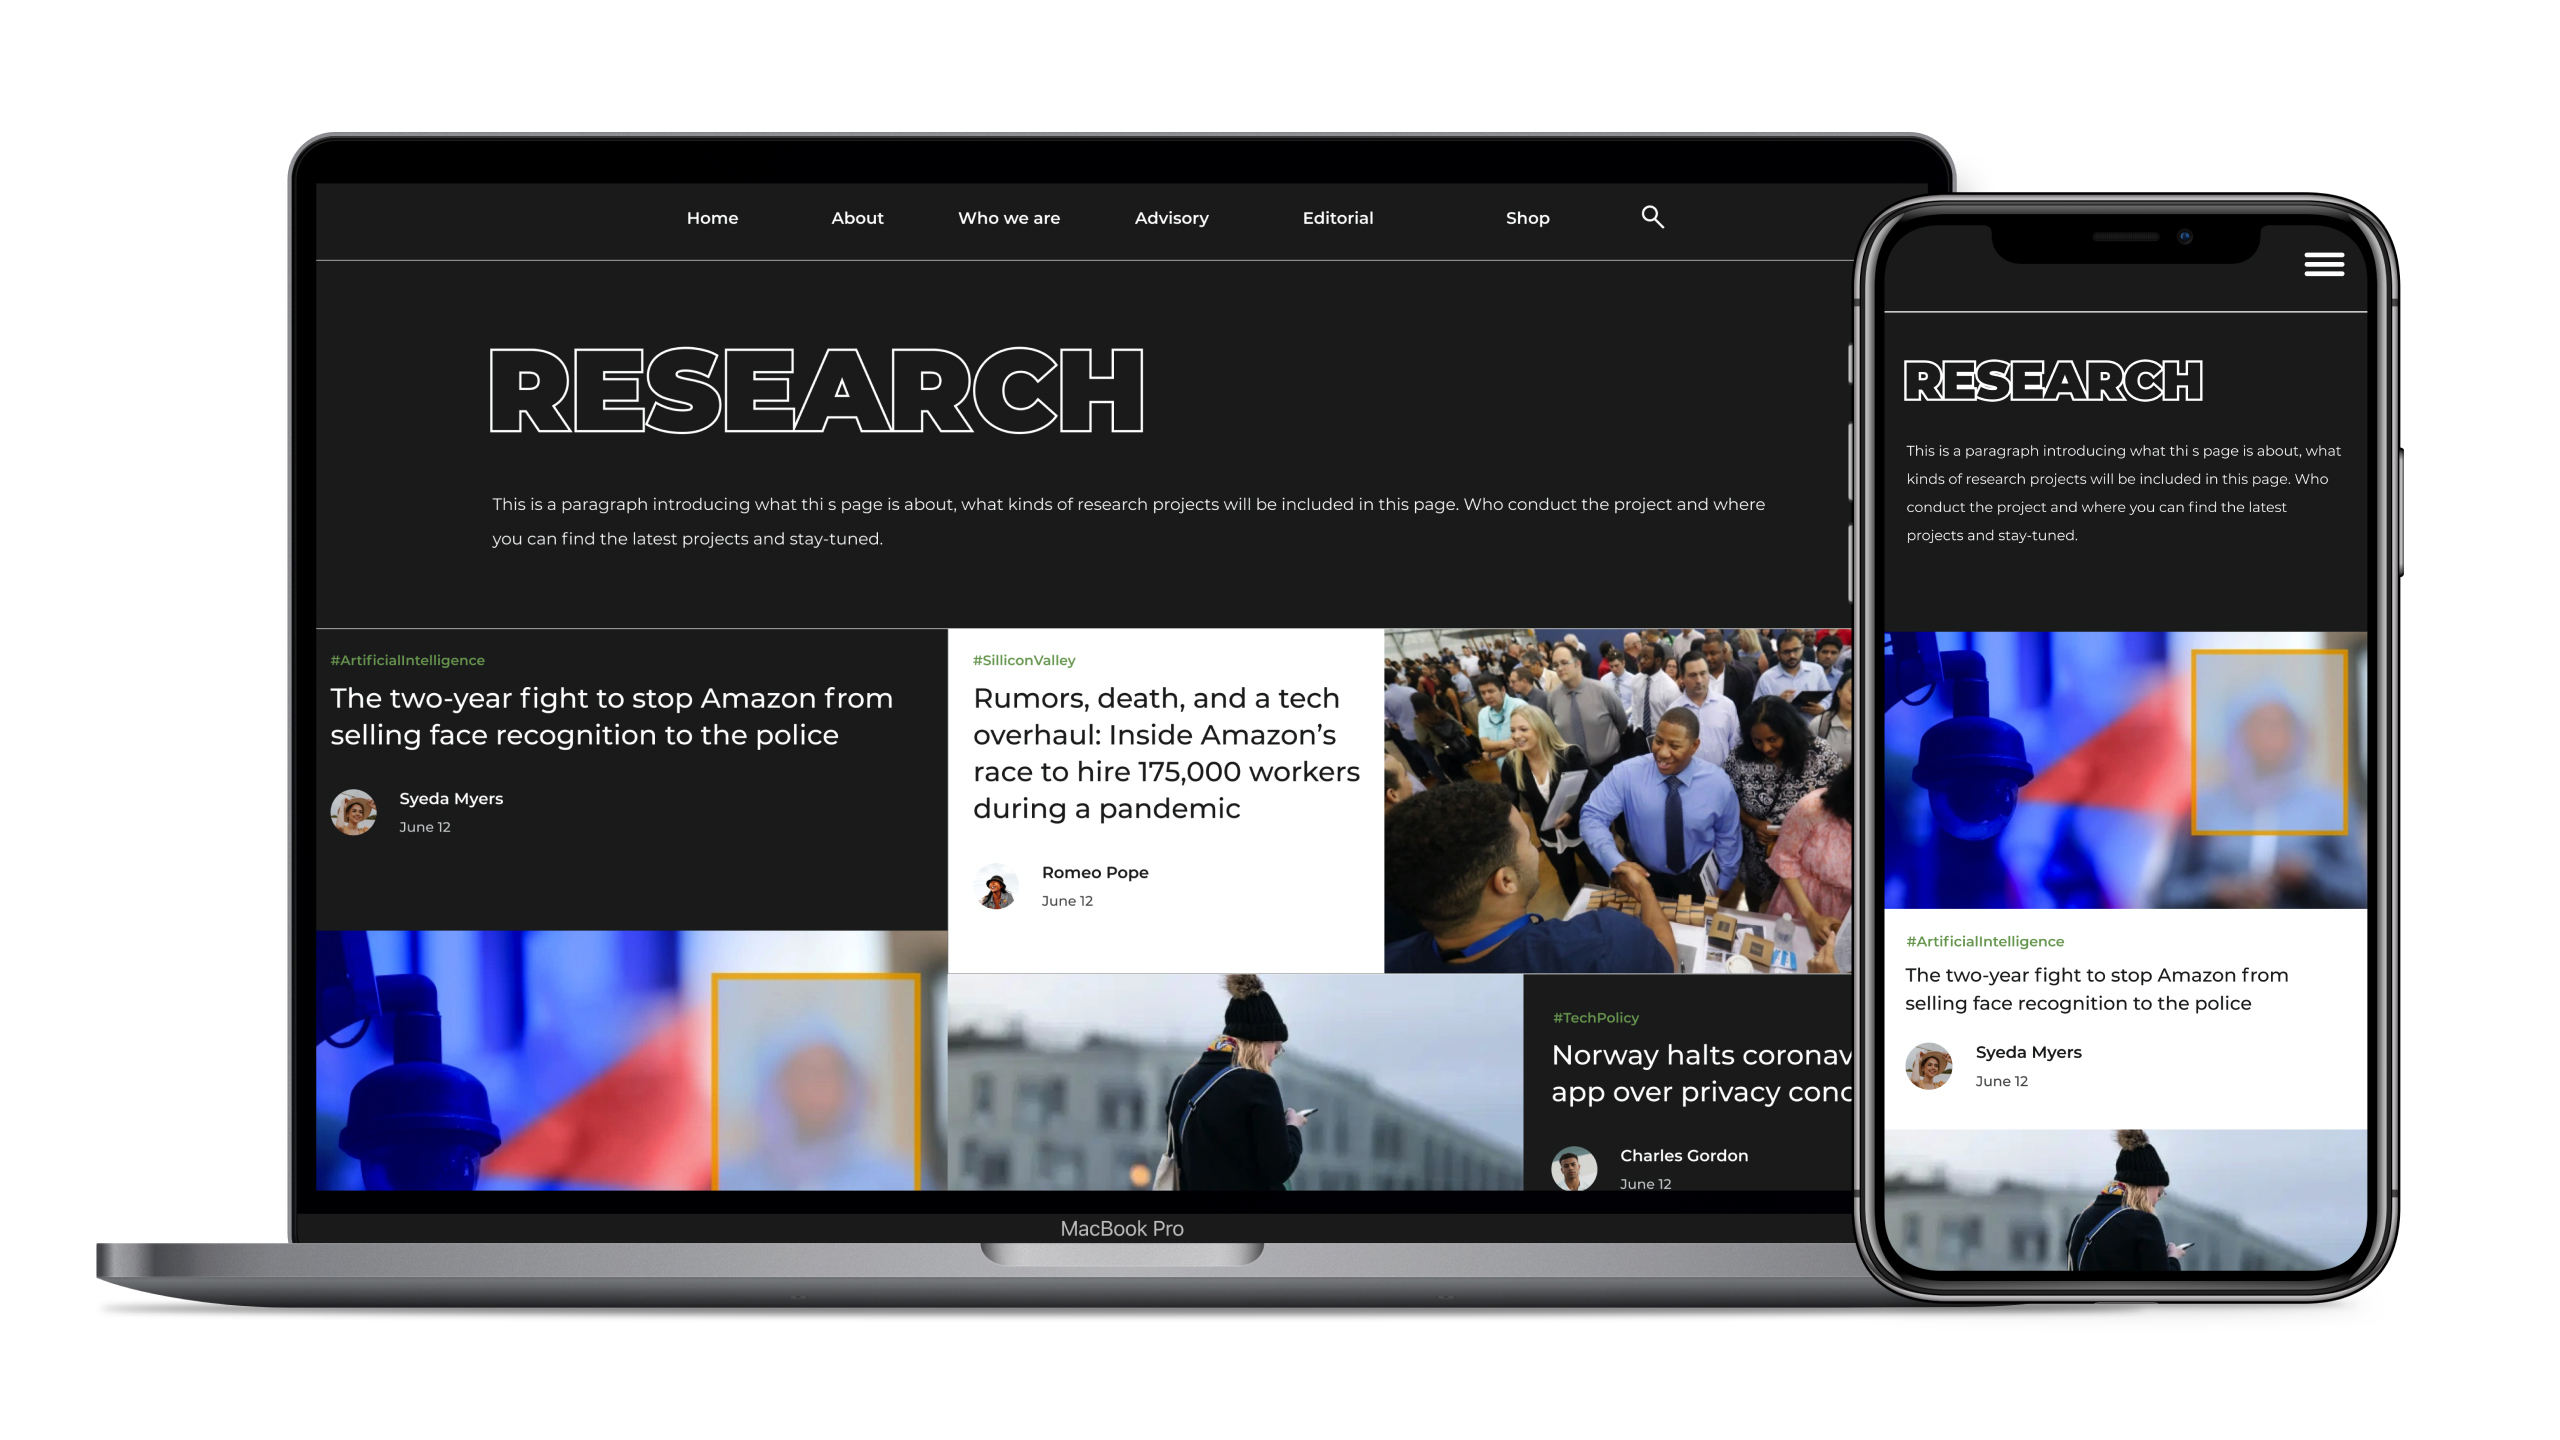 Home About Who we are Advisory Editorial Shop
RESEARCH
This is a paragraph introducing what thi s page is about, what kinds of research projects will be included in this page. Who conduct the project and where
you can find the latest projects and stay-tuned.
#ArtificialIntelligence
The two-year fight to stop Amazon from
selling face recognition to the police
Syeda Myers
June 12
#SilliconValley
Rumors, death, and a tech
overhaul: Inside Amazon’s
race to hire 175,000 workers
during a pandemic
Romeo Pope
June 12
#TechPolicy
Norway halts coronav
app over privacy conc
Charles Gordon
June 12
MacBook Pro
RESEARCH
This is a paragraph introducing what thi s page is about, what
kinds of research projects will be included in this page. Who
conduct the project and where you can find the latest
projects and stay-tuned.
#ArtificialIntelligence
The two-year fight to stop Amazon from
selling face recognition to the police
Syeda Myers
June 12